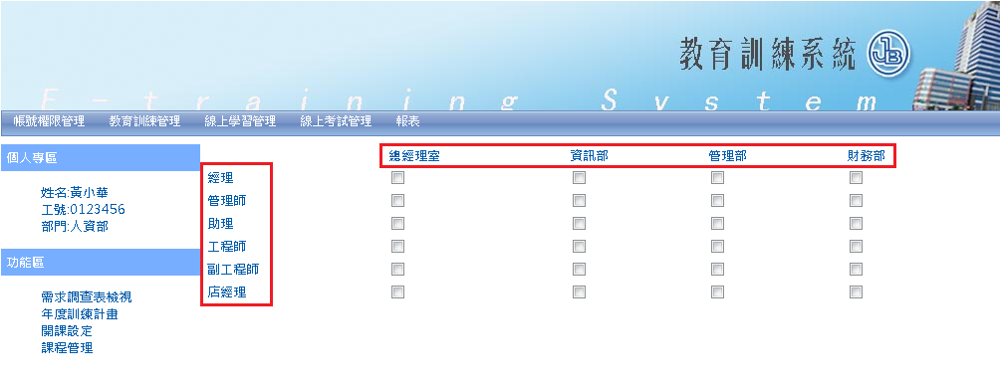 教育訓練系統 JB
E-training System
帳號權限管理 教育訓練管理 線上學習管理 線上考試管理 報表
個人專區
姓名:黃小華
工號:0123456
部門:人資部
功能區
需求調查表檢視
年度訓練計畫
開課設定
課程管理
總經理室 資訊部 管理部 財務部
經理
管理師
助理
工程師
副工程師
店經理